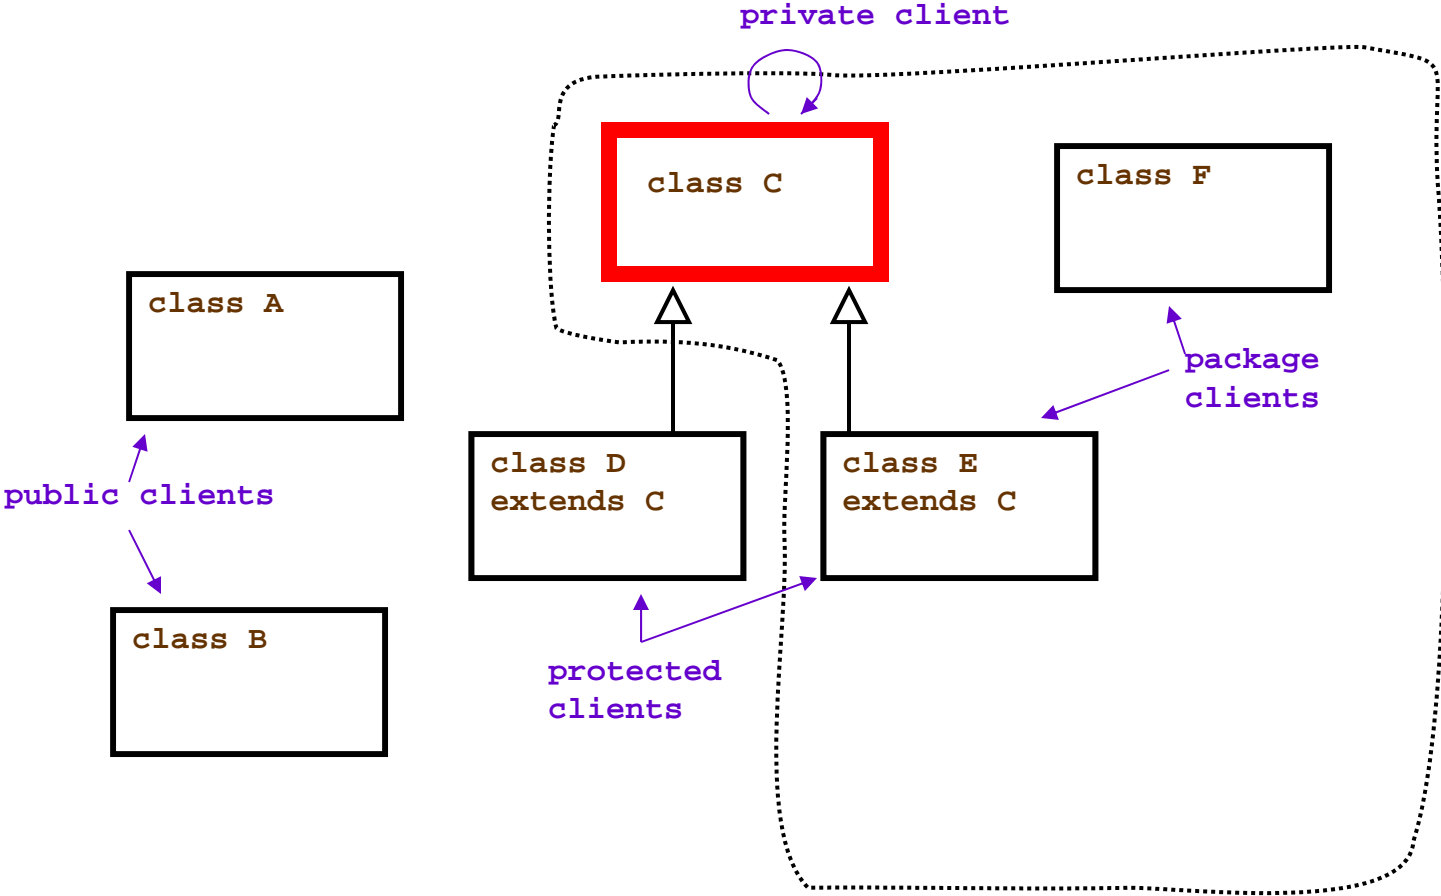 private client
class C
class F
class A
package
clients
class D
extends C
class E
extends C
public clients
class B
protected
clients